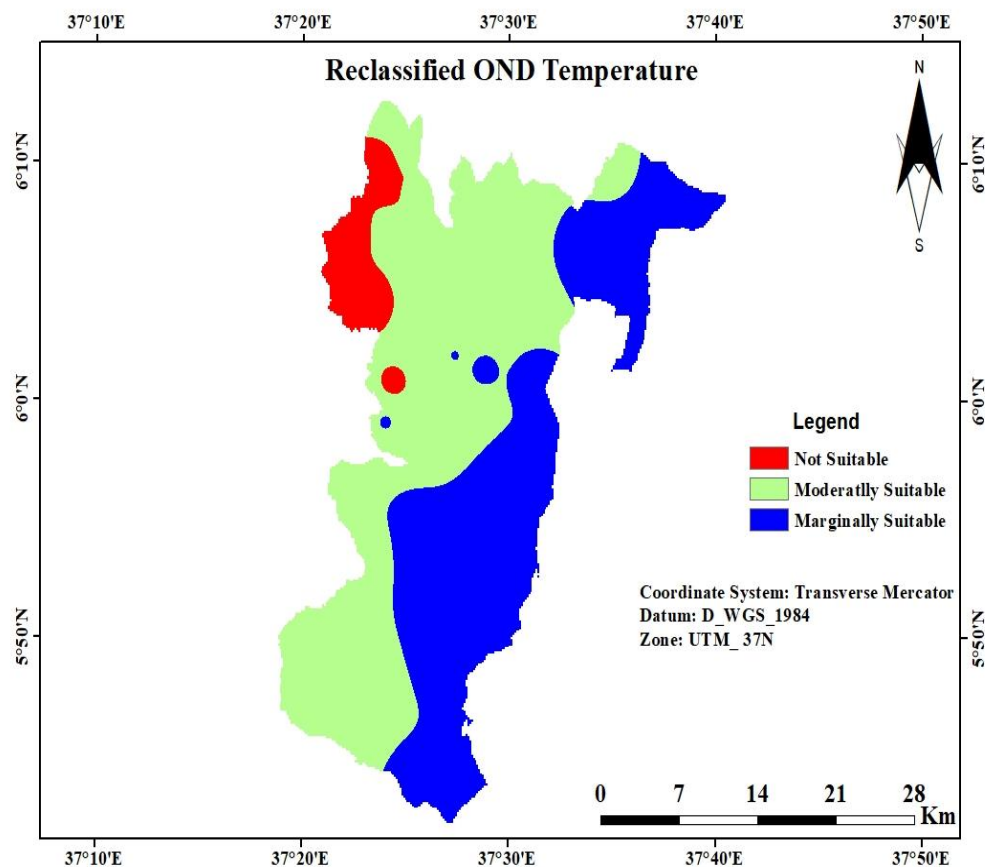 37°10'E 37°20'E 37°30'E 37°40'E 37°50'E
Reclassified OND Temperature
N
S
6°10'N 6°10'N
6°0'N 6°0'N
5°50'N 5°50'N
Legend
Not Suitable
Moderatlly Suitable
Marginally Suitable
Coordinate System: Transverse Mercator
Datum: D_WGS_1984
Zone: UTM_ 37N
0 7 14 21 28
Km
37°10'E 37°20'E 37°30'E 37°40'E 37°50'E